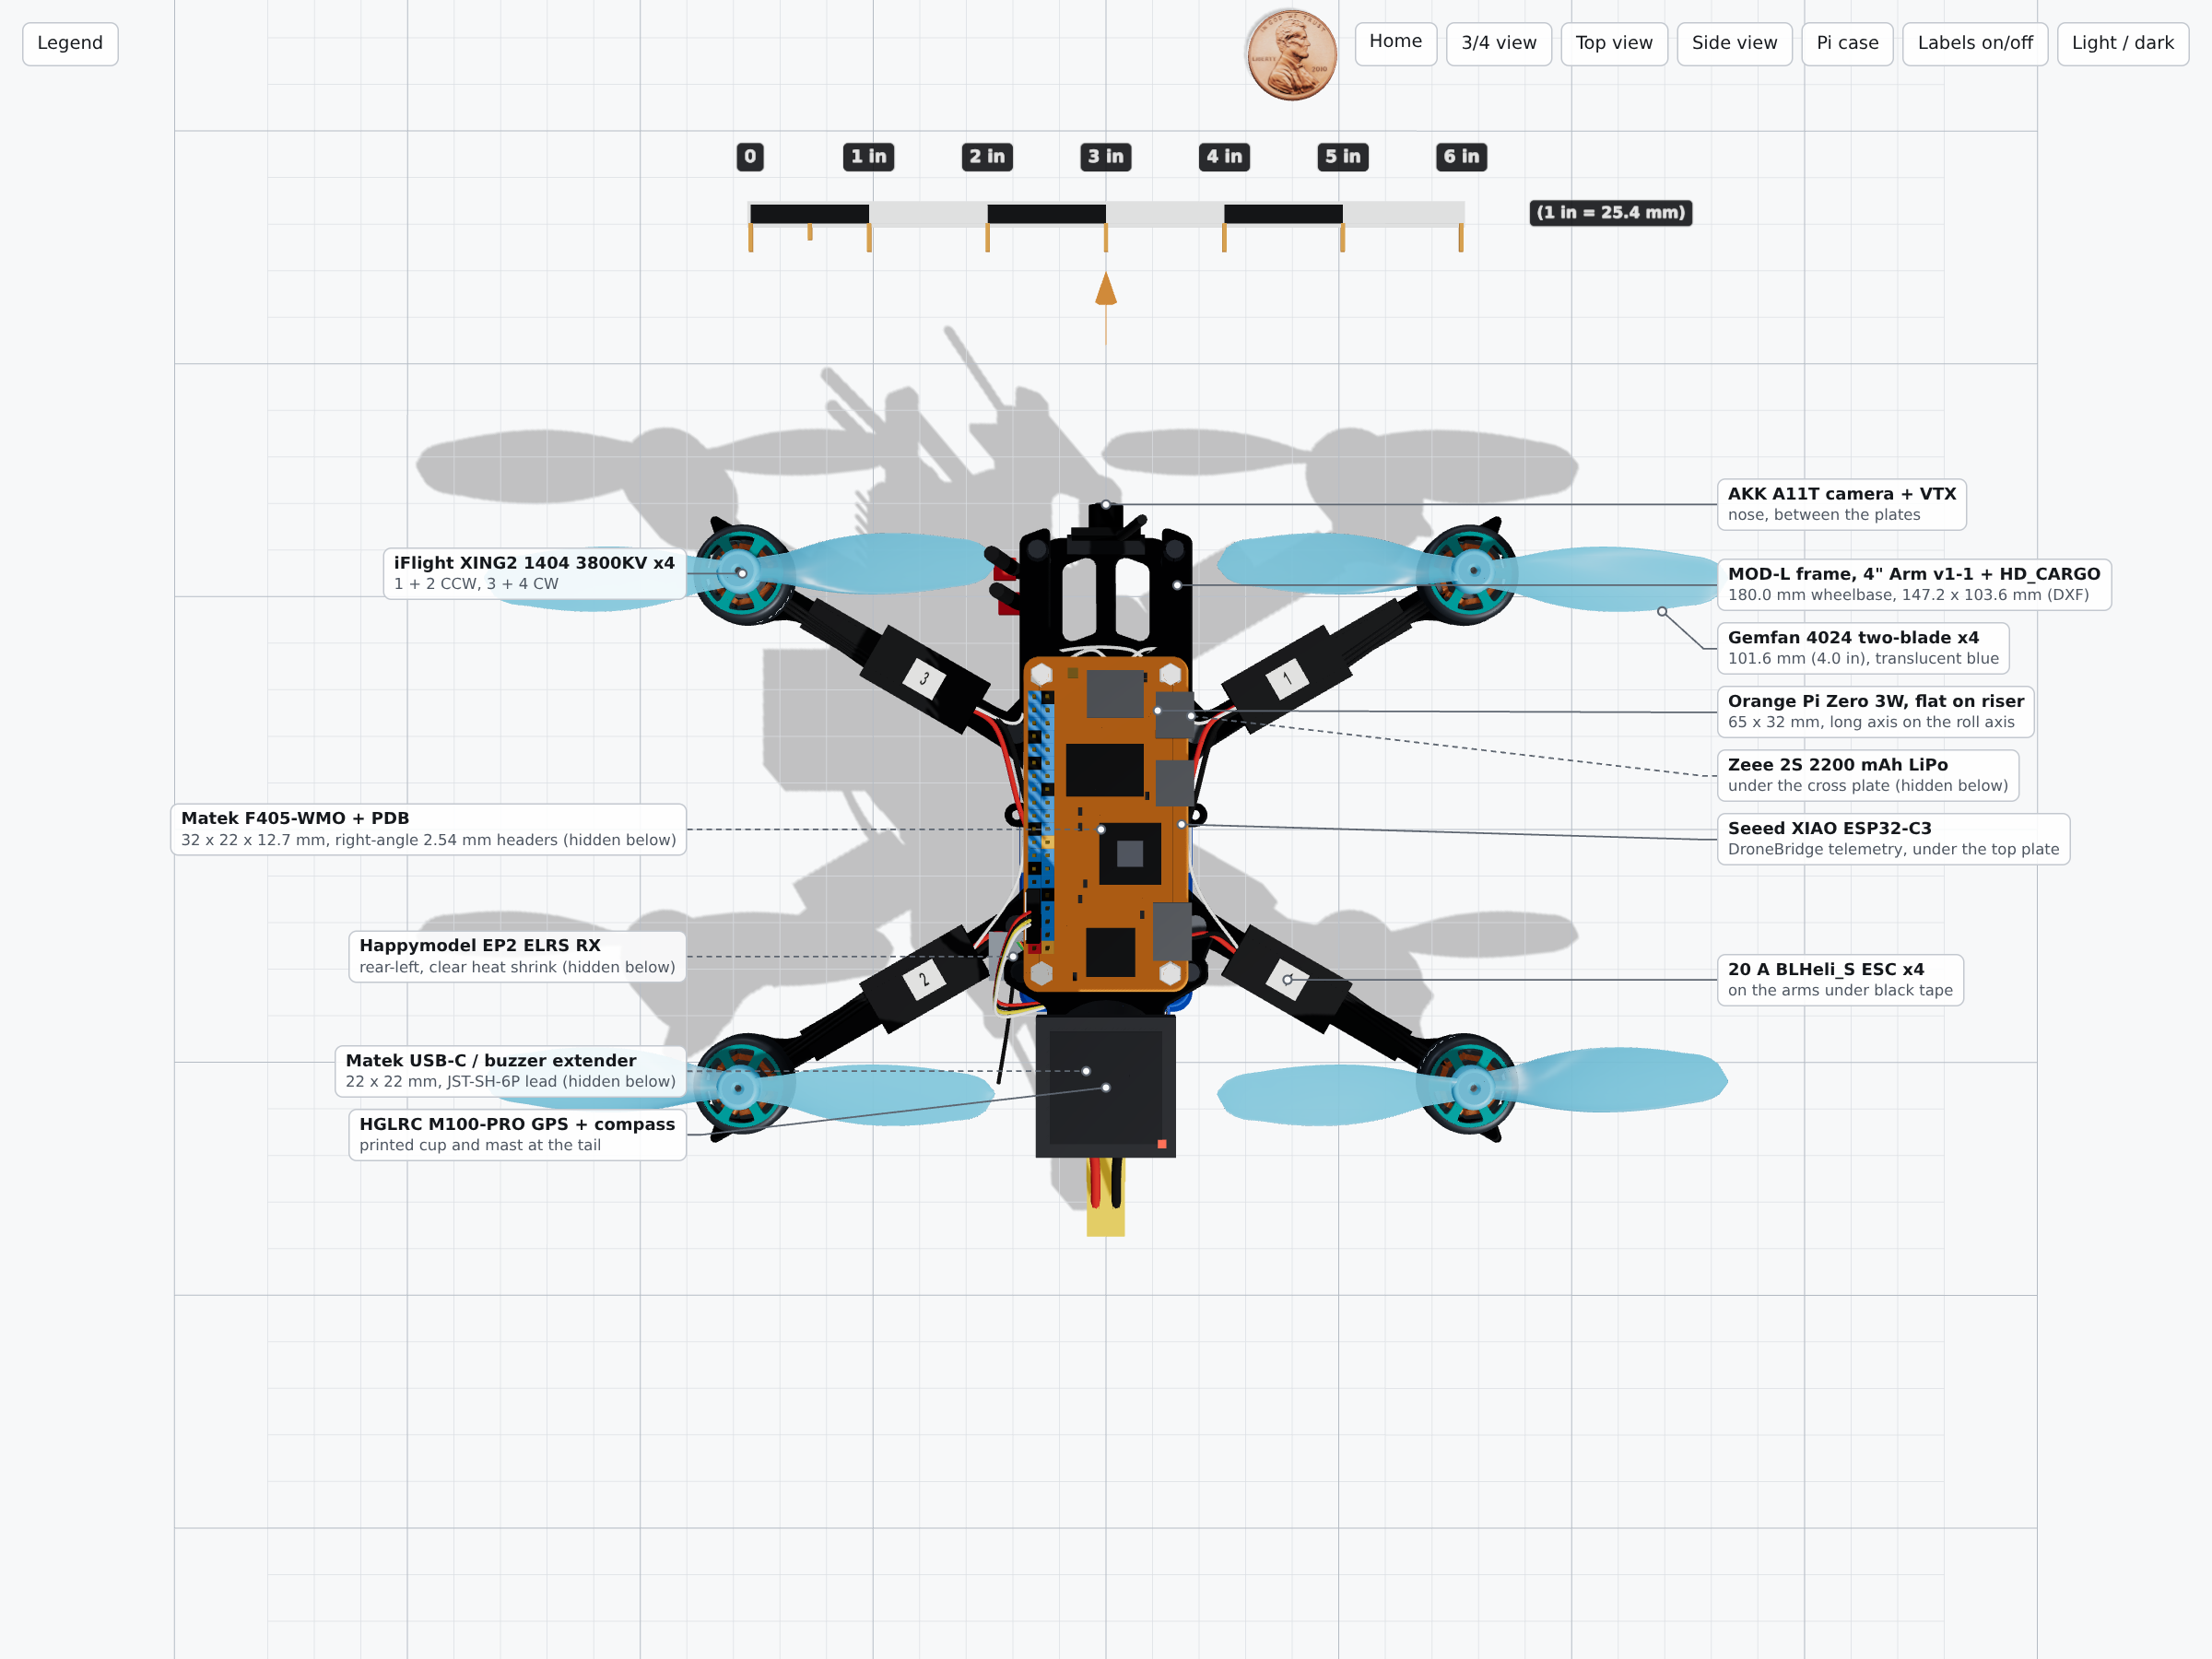 Legend
Home
3/4 view
Top view
Side view
Pi case
Labels on/off
Light / dark
LIBERTY
2010
0
1 in
2 in
3 in
4 in
5 in
6 in
(1 in = 25.4 mm)
AKK A11T camera + VTX
nose, between the plates
iFlight XING2 1404 3800KV x4
1 + 2 CCW, 3 + 4 CW
MOD-L frame, 4" Arm v1-1 + HD_CARGO
180.0 mm wheelbase, 147.2 x 103.6 mm (DXF)
Gemfan 4024 two-blade x4
101.6 mm (4.0 in), translucent blue
3
1
Orange Pi Zero 3W, flat on riser
65 x 32 mm, long axis on the roll axis
Zeee 2S 2200 mAh LiPo
under the cross plate (hidden below)
Matek F405-WMO + PDB
32 x 22 x 12.7 mm, right-angle 2.54 mm headers (hidden below)
Seeed XIAO ESP32-C3
DroneBridge telemetry, under the top plate
Happymodel EP2 ELRS RX
rear-left, clear heat shrink (hidden below)
2
20 A BLHeli_S ESC x4
on the arms under black tape
Matek USB-C / buzzer extender
22 x 22 mm, JST-SH-6P lead (hidden below)
HGLRC M100-PRO GPS + compass
printed cup and mast at the tail